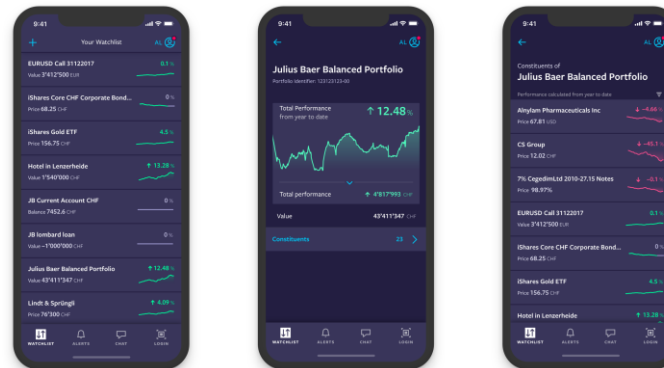 9:41
Your Watchlist
AL
EURUSD Call 31122017
0.1 %
Value 3'412'500 EUR
iShares Core CHF Corporate Bond...
0 %
Price 68.25 CHF
iShares Gold ETF
4.5 %
Price 156.75 CHF
Hotel in Lenzerheide
↑ 13.28 %
Value 1'540'000 CHF
JB Current Account CHF
0 %
Balance 7452.6 CHF
JB lombard loan
0 %
Value −1'000'000 CHF
Julius Baer Balanced Portfolio
↑ 12.48 %
Value 43'411'347 CHF
Lindt & Sprüngli
↑ 4.09 %
Price 76'300 CHF
WATCHLIST
ALERTS
CHAT
LOGIN
9:41
AL
Julius Baer Balanced Portfolio
Portfolio Identifier: 123123123-00
Total Performance
from year to date
↑ 12.48 %
Total performance
↑ 4'817'993 CHF
Value
43'411'347 CHF
Constituents
23
WATCHLIST
ALERTS
CHAT
LOGIN
9:41
AL
Constituents of
Julius Baer Balanced Portfolio
Performance calculated from year to date
Alnylam Pharmaceuticals Inc
↓ −4.66 %
Price 67.81 USD
CS Group
↓ −45.1 %
Price 12.02 CHF
7% CegedimLtd 2010-27.15 Notes
↓ −0.1 %
Price 98.97%
EURUSD Call 31122017
0.1 %
Value 3'412'500 EUR
iShares Core CHF Corporate Bond...
0 %
Price 68.25 CHF
iShares Gold ETF
4.5 %
Price 156.75 CHF
Hotel in Lenzerheide
↑ 13.28 %
WATCHLIST
ALERTS
CHAT
LOGIN